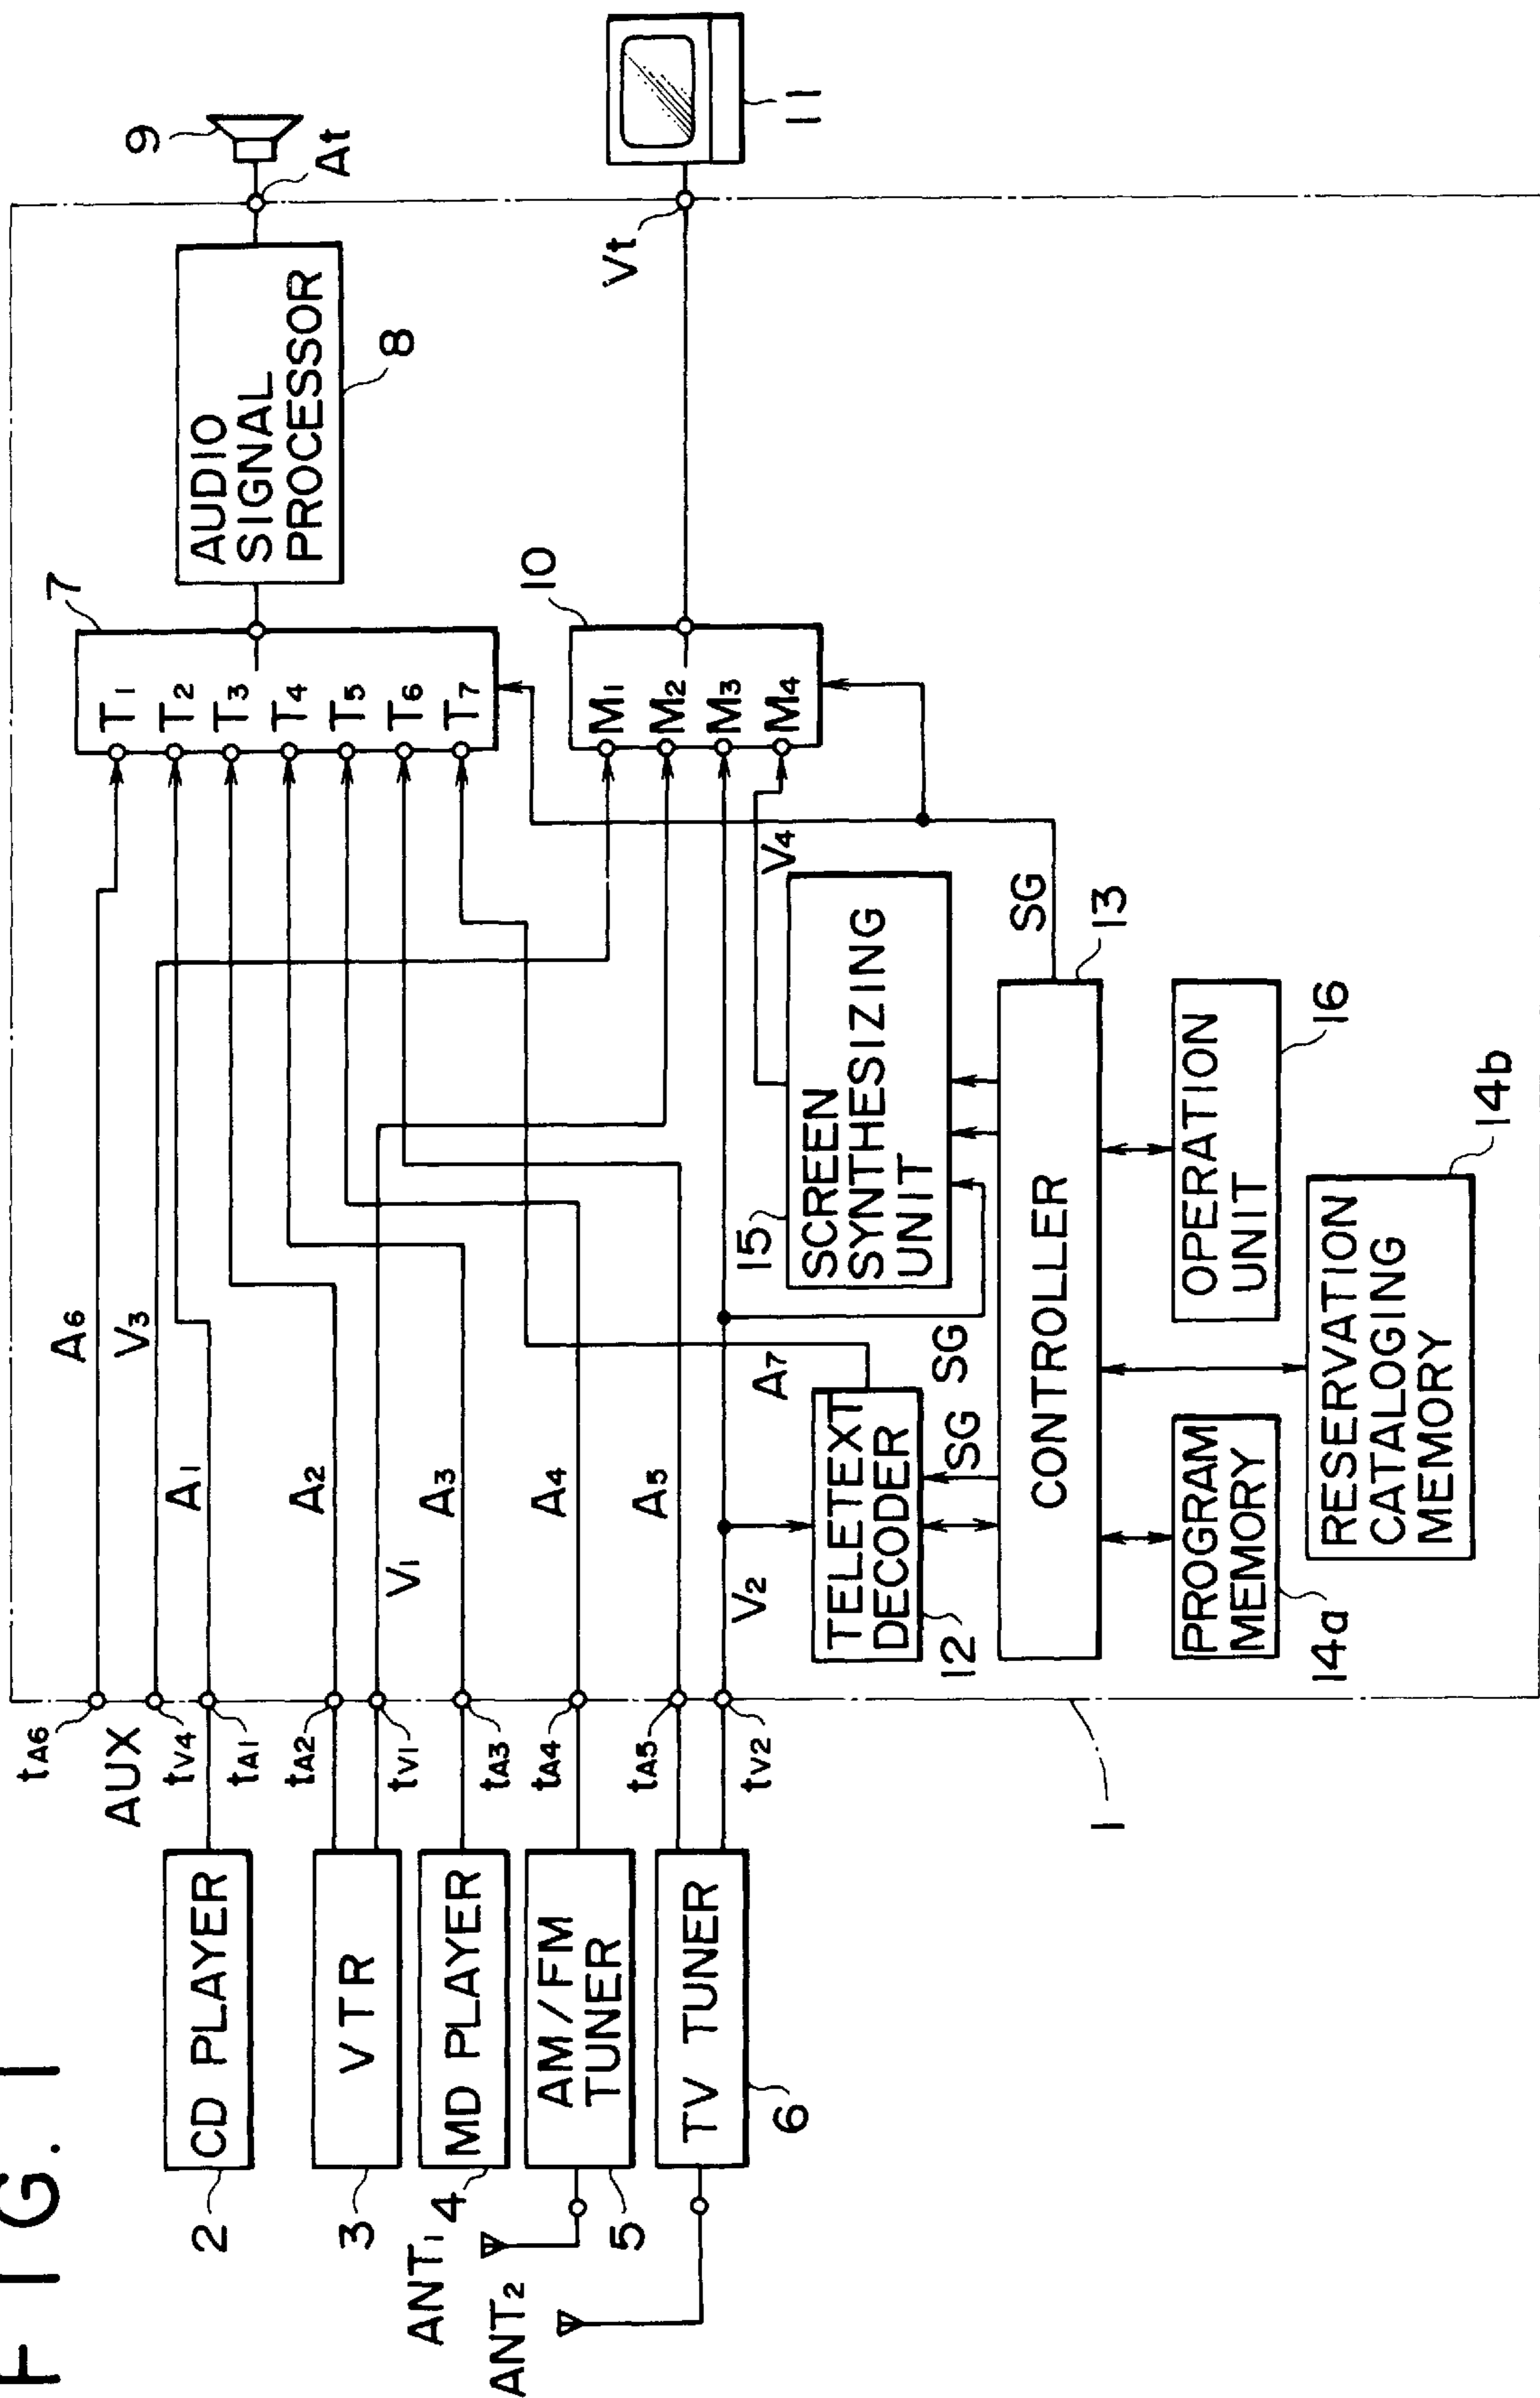 FIG. 1
tA6
AUX
tV4
tA1
tA2
tV1
tA3
tA4
tA5
tV2
CD PLAYER
2
VTR
3
MD PLAYER
4
AM/FM
TUNER
5
TV TUNER
6
ANT1
ANT2
1
A6
V3
A1
A2
V1
A3
A4
A5
V2
A7
TELETEXT
DECODER
12
SG
SG
SCREEN
SYNTHESIZING
UNIT
15
V4
CONTROLLER
13
SG
PROGRAM
MEMORY
14a
RESERVATION
CATALOGING
MEMORY
14b
OPERATION
UNIT
16
7
T1
T2
T3
T4
T5
T6
T7
10
M1
M2
M3
M4
AUDIO
SIGNAL
PROCESSOR
8
9
At
Vt
11